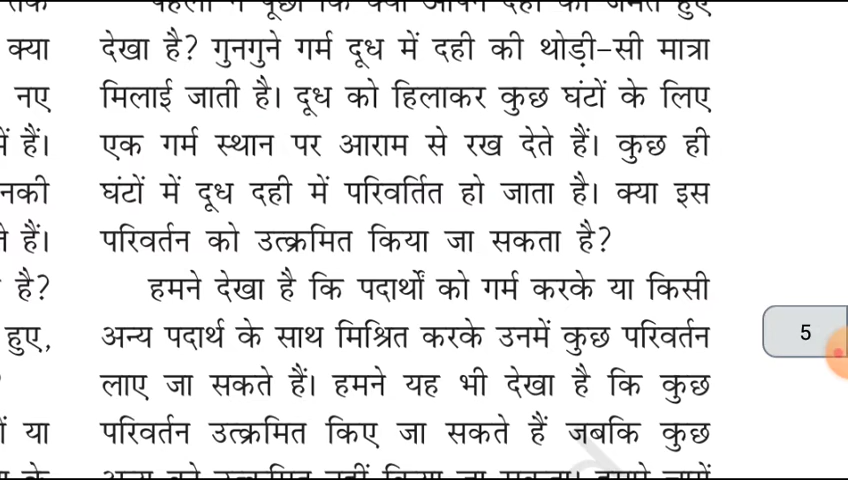 क्या
नए
में हैं।
है?
हुए,
या
देखा है? गुनगुने गर्म दूध में दही की थोड़ी-सी मात्रा
मिलाई जाती है। दूध को हिलाकर कुछ घंटों के लिए
एक गर्म स्थान पर आराम से रख देते हैं। कुछ ही
घंटों में दूध दही में परिवर्तित हो जाता है। क्या इस
परिवर्तन को उत्क्रमित किया जा सकता है?
हमने देखा है कि पदार्थों को गर्म करके या किसी
अन्य पदार्थ के साथ मिश्रित करके उनमें कुछ परिवर्तन
लाए जा सकते हैं। हमने यह भी देखा है कि कुछ
परिवर्तन उत्क्रमित किए जा सकते हैं जबकि कुछ
5